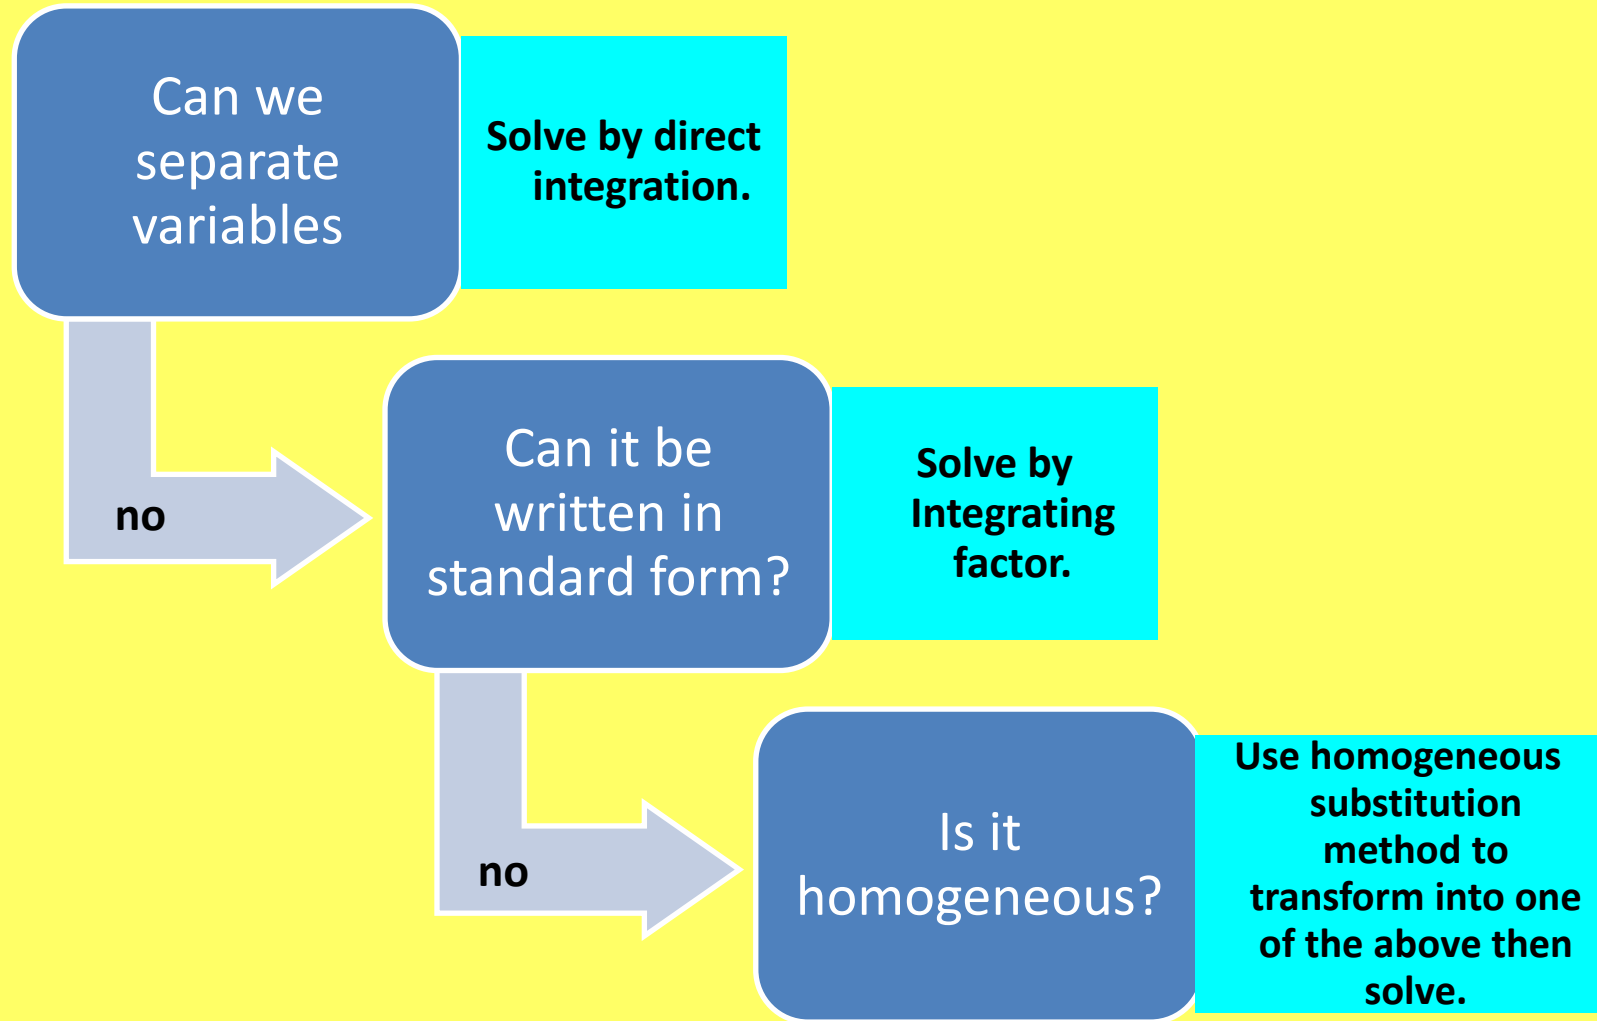 Can we
separate
variables
Solve by direct
integration.
no
Can it be
written in
standard form?
Solve by
Integrating
factor.
no
Is it
homogeneous?
Use homogeneous
substitution
method to
transform into one
of the above then
solve.